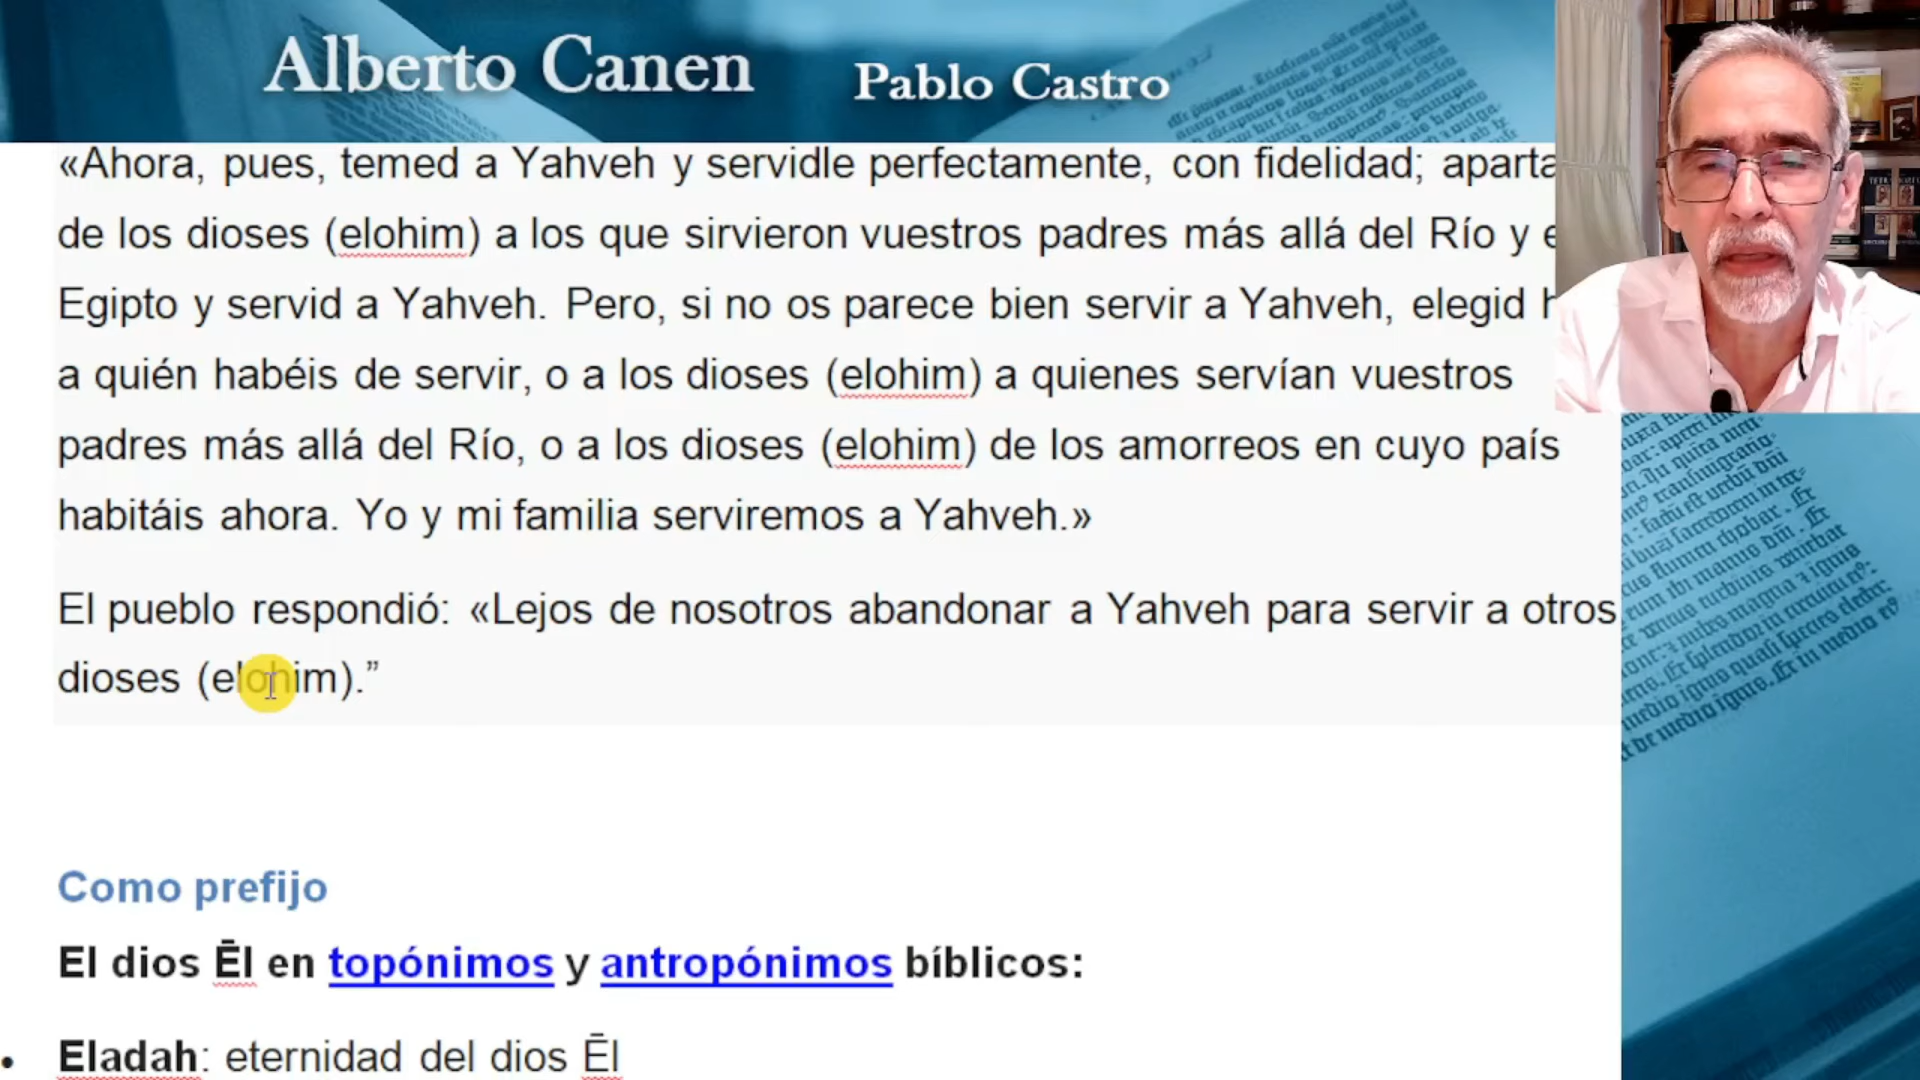 Alberto Canen
Pablo Castro
«Ahora, pues, temed a Yahveh y servidle perfectamente, con fidelidad; aparta
de los dioses (elohim) a los que sirvieron vuestros padres más allá del Río y e
Egipto y servid a Yahveh. Pero, si no os parece bien servir a Yahveh, elegid h
a quién habéis de servir, o a los dioses (elohim) a quienes servían vuestros
padres más allá del Río, o a los dioses (elohim) de los amorreos en cuyo país
habitáis ahora. Yo y mi familia serviremos a Yahveh.»
El pueblo respondió: «Lejos de nosotros abandonar a Yahveh para servir a otros
dioses (elohim).”
Como prefijo
El dios Ēl en topónimos y antropónimos bíblicos:
• Eladah: eternidad del dios Ēl